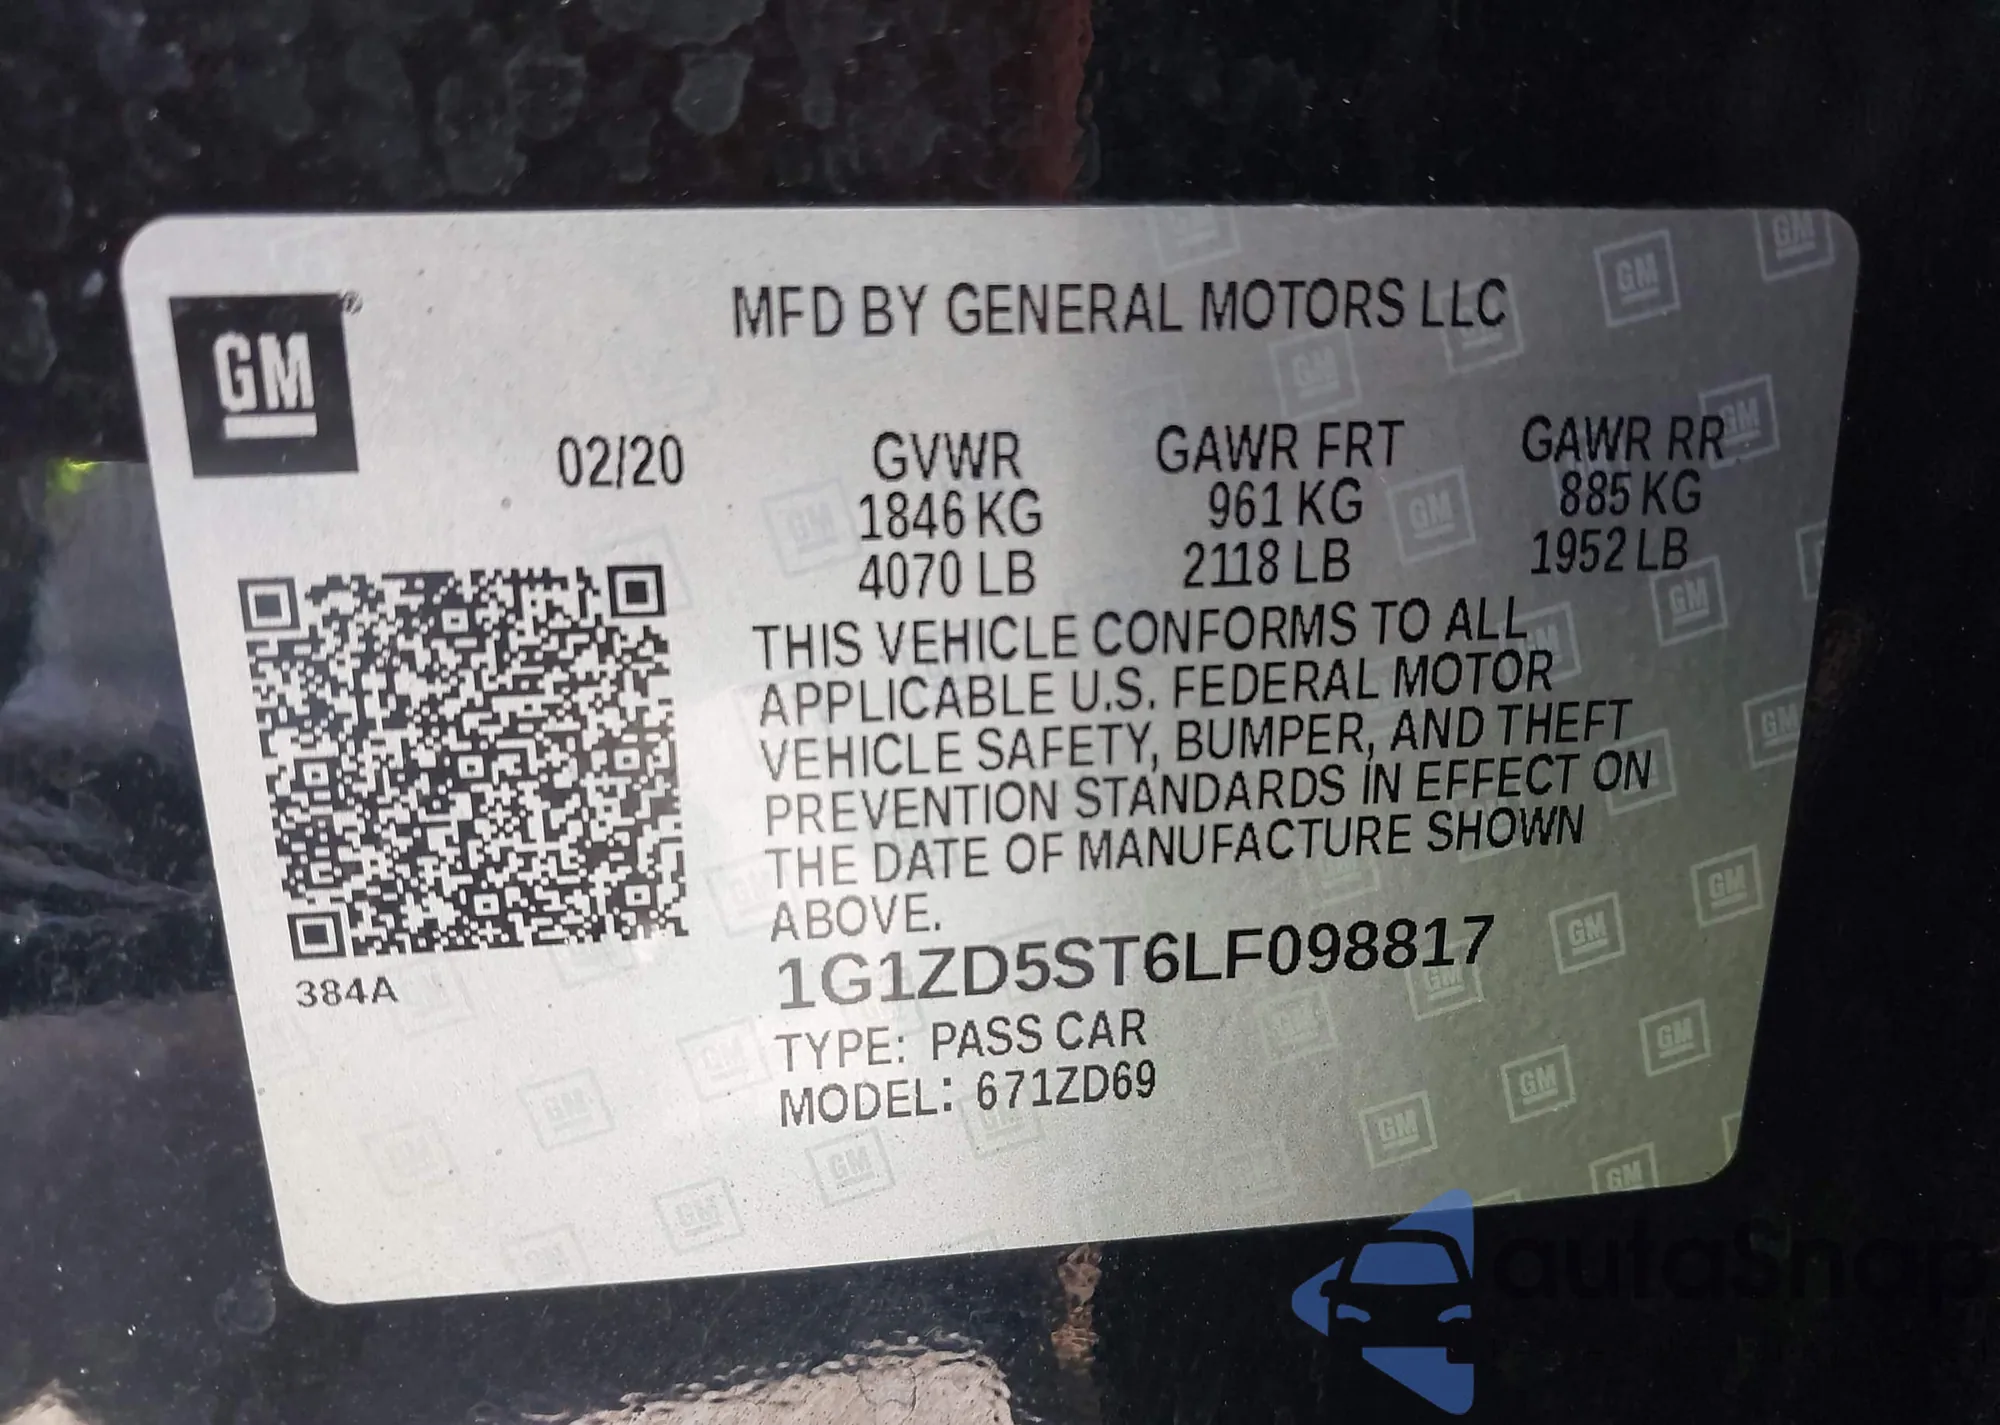 GM®
MFD BY GENERAL MOTORS LLC
02/20
GVWR GAWR FRT GAWR RR
1846 KG 961 KG 885 KG
4070 LB 2118 LB 1952 LB
THIS VEHICLE CONFORMS TO ALL
APPLICABLE U.S. FEDERAL MOTOR
VEHICLE SAFETY, BUMPER, AND THEFT
PREVENTION STANDARDS IN EFFECT ON
THE DATE OF MANUFACTURE SHOWN
ABOVE.
1G1ZD5ST6LF098817
384A
TYPE: PASS CAR
MODEL: 671ZD69
autaSnap